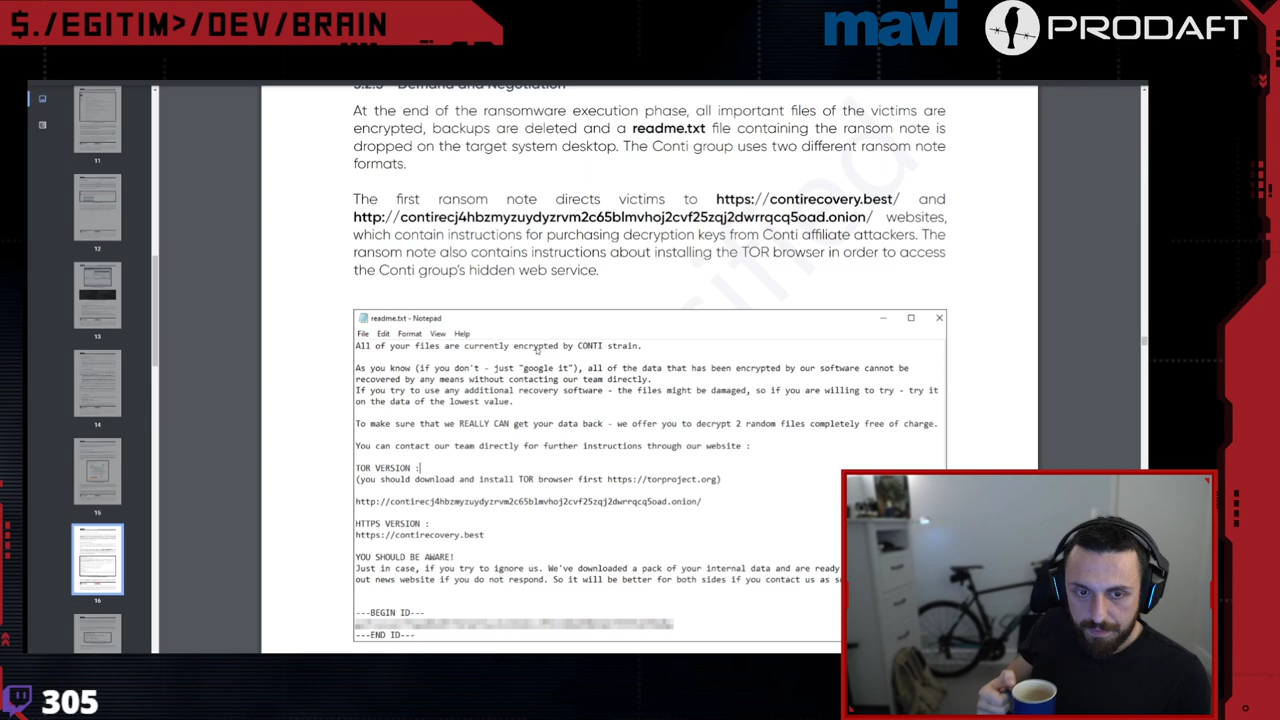 $./EGITIM>/DEV/BRAIN
mavi
PRODAFT
At the end of the ransomware execution phase, all important files of the victims are
encrypted, backups are deleted and a readme.txt file containing the ransom note is
dropped on the target system desktop. The Conti group uses two different ransom note
formats.
The first ransom note directs victims to https://contirecovery.best/ and
http://contirecj4hbzmyzuydyzrvm2c65blmvhoj2cvf25zqj2dwrrqcq5oad.onion/ websites,
which contain instructions for purchasing decryption keys from Conti affiliate attackers. The
ransom note also contains instructions about installing the TOR browser in order to access
the Conti group's hidden web service.
readme.txt - Notepad
File Edit Format View Help
All of your files are currently encrypted by CONTI strain.
As you know (if you don't - just "google it"), all of the data that has been encrypted by our software cannot be
recovered by any means without contacting our team directly.
If you try to use any additional recovery software - the files might be damaged, so if you are willing to try - try it
on the data of the lowest value.
To make sure that we REALLY CAN get your data back - we offer you to decrypt 2 random files completely free of charge.
You can contact our team directly for further instructions through our website :
TOR VERSION :
(you should download and install TOR browser first https://torproject.org)
http://contirecj4hbzmyzuydyzrvm2c65blmvhoj2cvf25zqj2dwrrqcq5oad.onion/
HTTPS VERSION :
https://contirecovery.best
YOU SHOULD BE AWARE!
Just in case, if you try to ignore us. We've downloaded a pack of your internal data and are ready
out news website if you do not respond. So it will be better for both sides if you contact us as
---BEGIN ID---
---END ID---
11
12
13
14
15
16
305